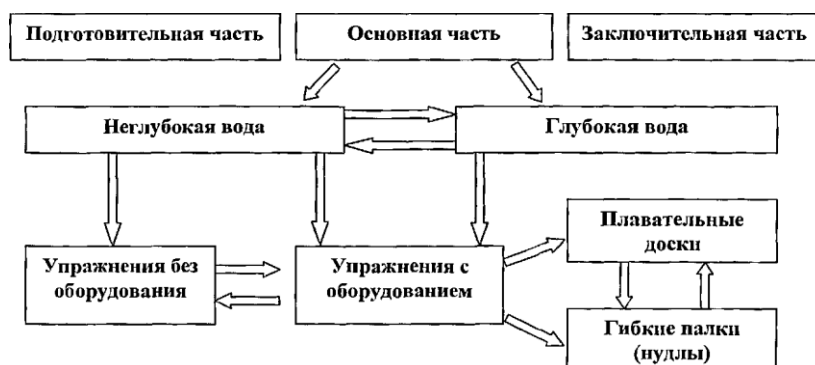 Подготовительная часть
Основная часть
Заключительная часть
Неглубокая вода
Глубокая вода
Упражнения без
оборудования
Упражнения с
оборудованием
Плавательные
доски
Гибкие палки
(нудлы)